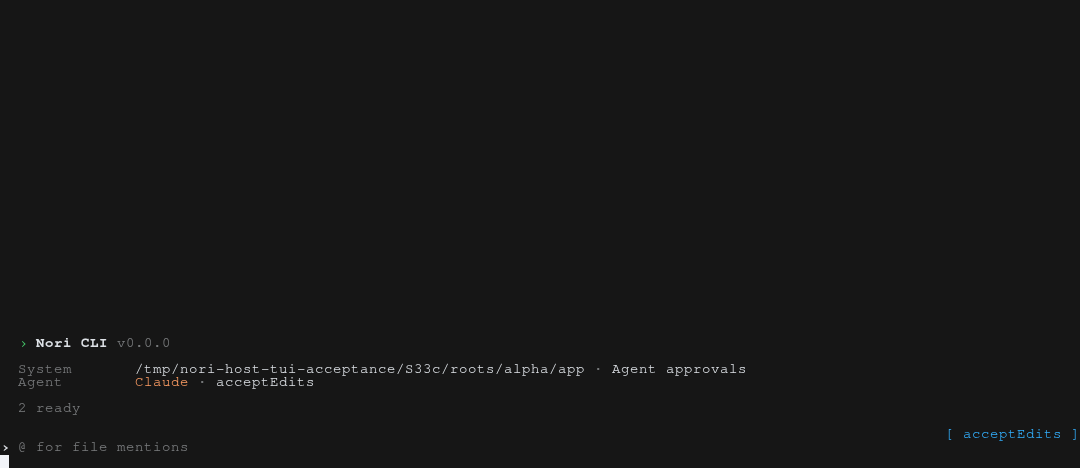 › Nori CLI v0.0.0
System /tmp/nori-host-tui-acceptance/S33c/roots/alpha/app · Agent approvals
Agent Claude · acceptEdits
2 ready
[ acceptEdits ]
› @ for file mentions